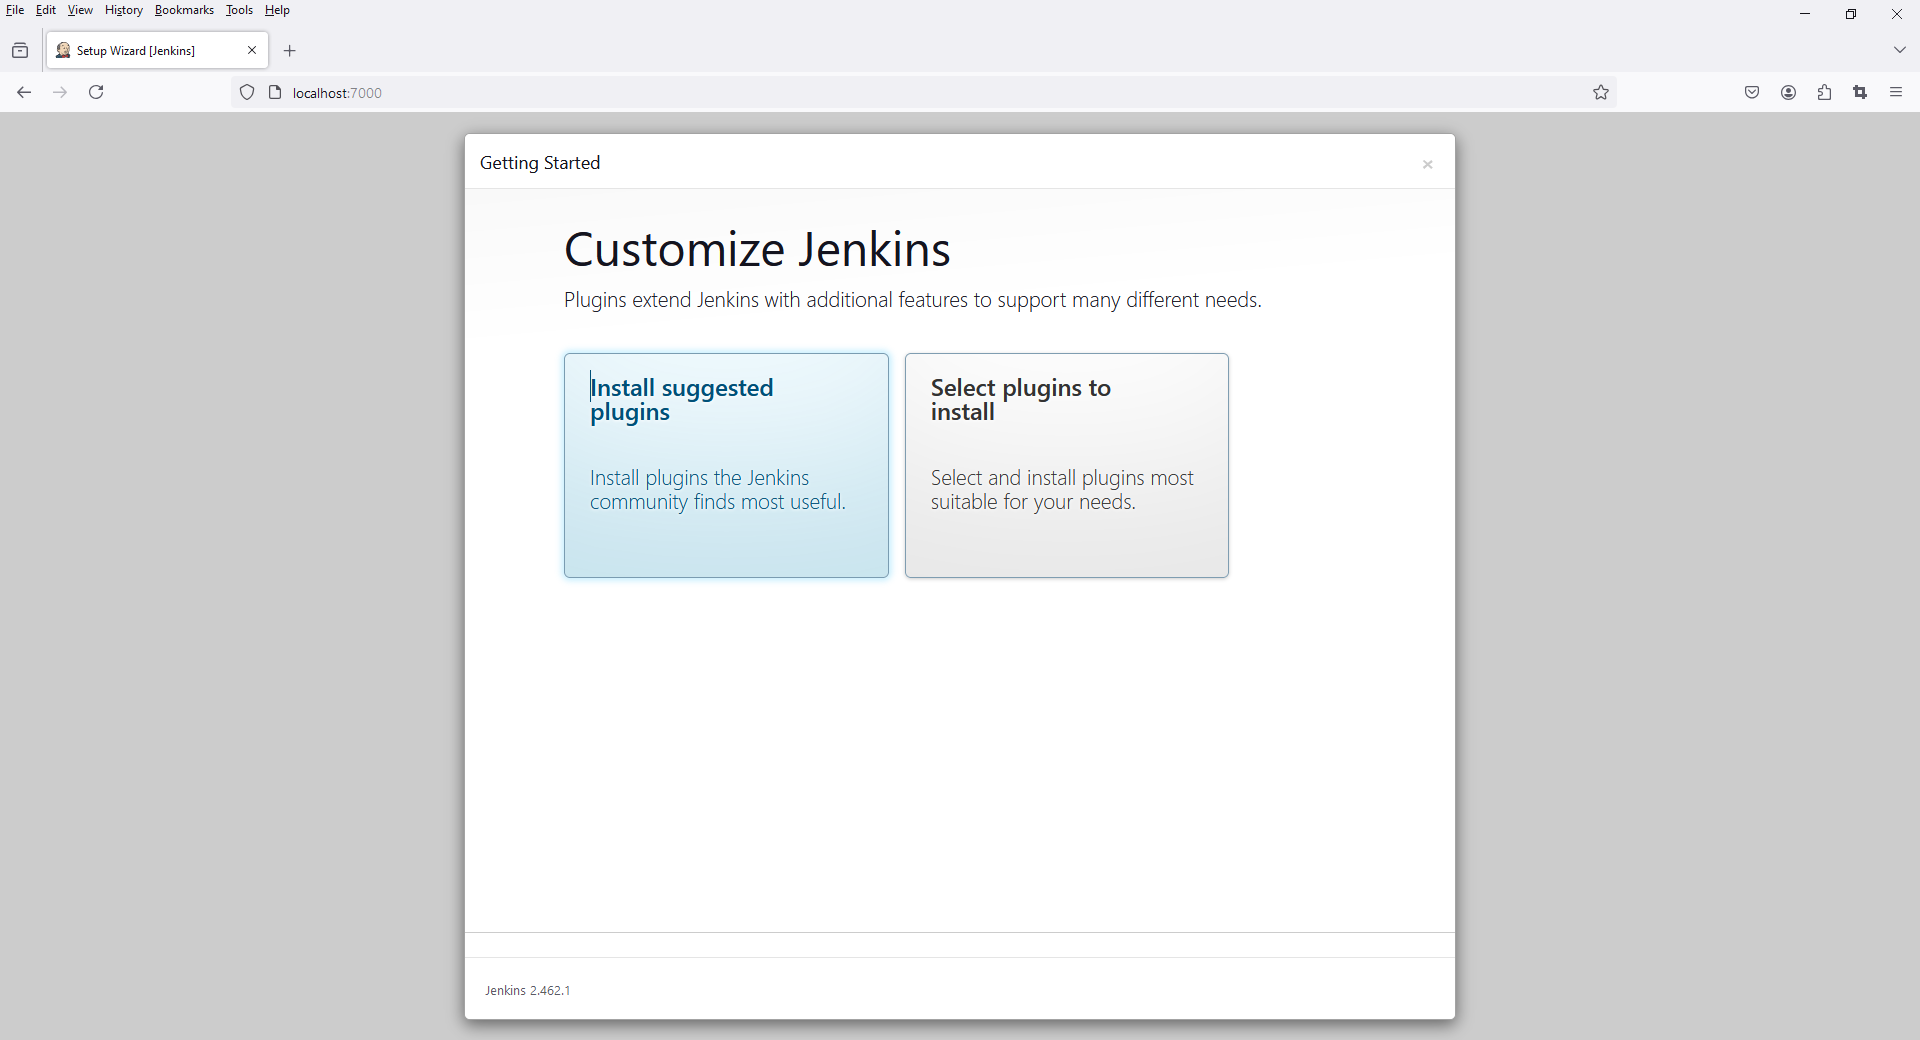 File Edit View History Bookmarks Tools Help
Setup Wizard [Jenkins]
localhost:7000
Getting Started
Customize Jenkins
Plugins extend Jenkins with additional features to support many different needs.
Install suggested
plugins
Install plugins the Jenkins
community finds most useful.
Select plugins to
install
Select and install plugins most
suitable for your needs.
Jenkins 2.462.1